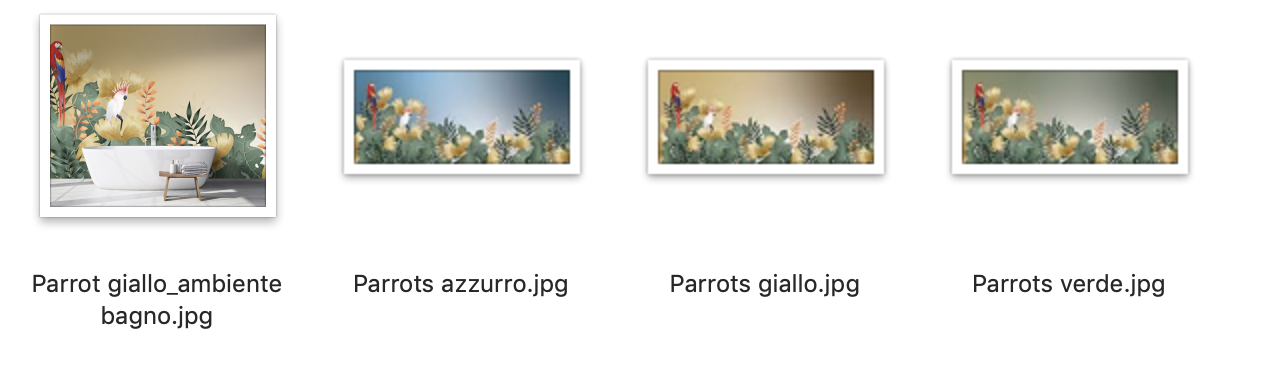 Parrot giallo_ambiente
bagno.jpg
Parrots azzurro.jpg
Parrots giallo.jpg
Parrots verde.jpg